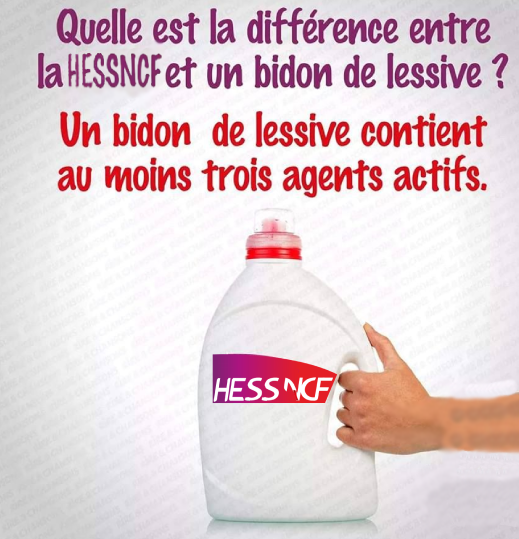 Quelle est la différence entre
la HESSNCF et un bidon de lessive ?
Un bidon de lessive contient
au moins trois agents actifs.
HESSNCF